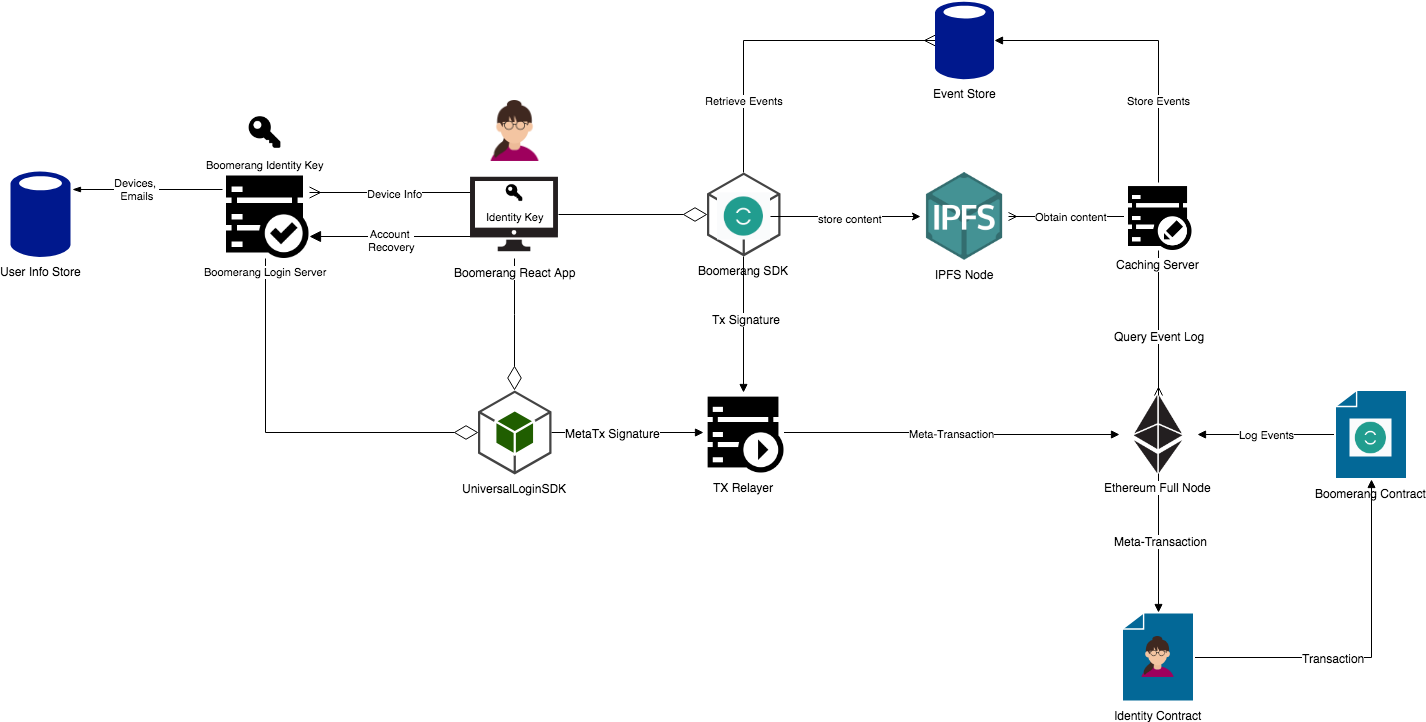 Event Store
Retrieve Events
Store Events
Boomerang Identity Key
Devices,
Emails
Device Info
Identity Key
Account
Recovery
store content
IPFS
Obtain content
User Info Store
Boomerang Login Server
Boomerang React App
Boomerang SDK
IPFS Node
Caching Server
Tx Signature
Query Event Log
MetaTx Signature
Meta-Transaction
Log Events
UniversalLoginSDK
TX Relayer
Ethereum Full Node
Boomerang Contract
Meta-Transaction
Transaction
Identity Contract